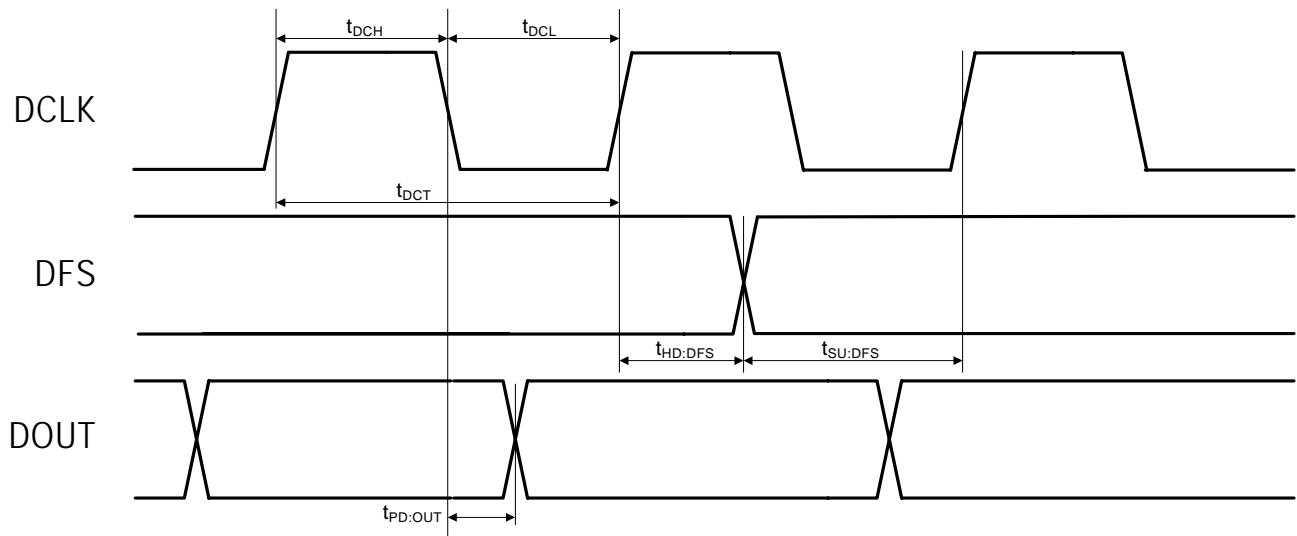 tDCH
tDCL
DCLK
tDCT
DFS
tHD:DFS
tSU:DFS
DOUT
tPD:OUT